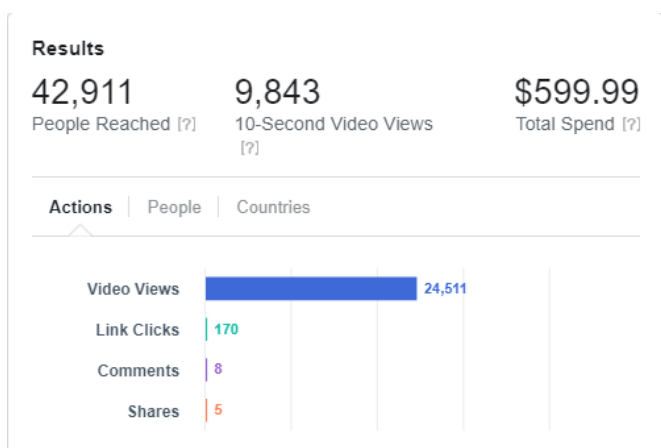 Results
42,911 9,843 $599.99
People Reached [?] 10-Second Video Views Total Spend [?]
[?]
Actions People Countries
Video Views 24,511
Link Clicks 170
Comments 8
Shares 5